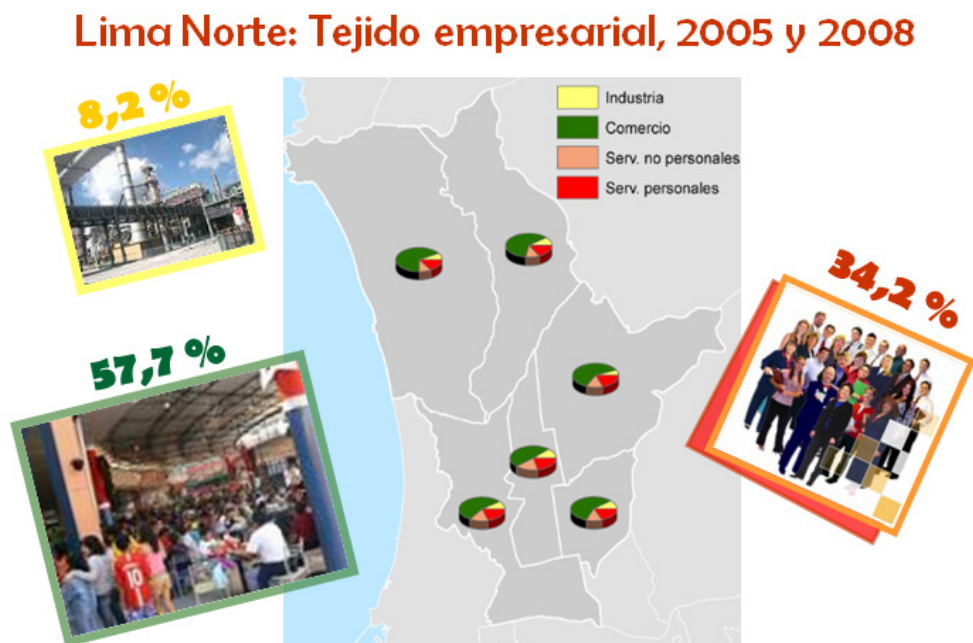 Lima Norte: Tejido empresarial, 2005 y 2008
8,2 %
Industria
Comercio
Serv. no personales
Serv. personales
34,2 %
57,7 %
10